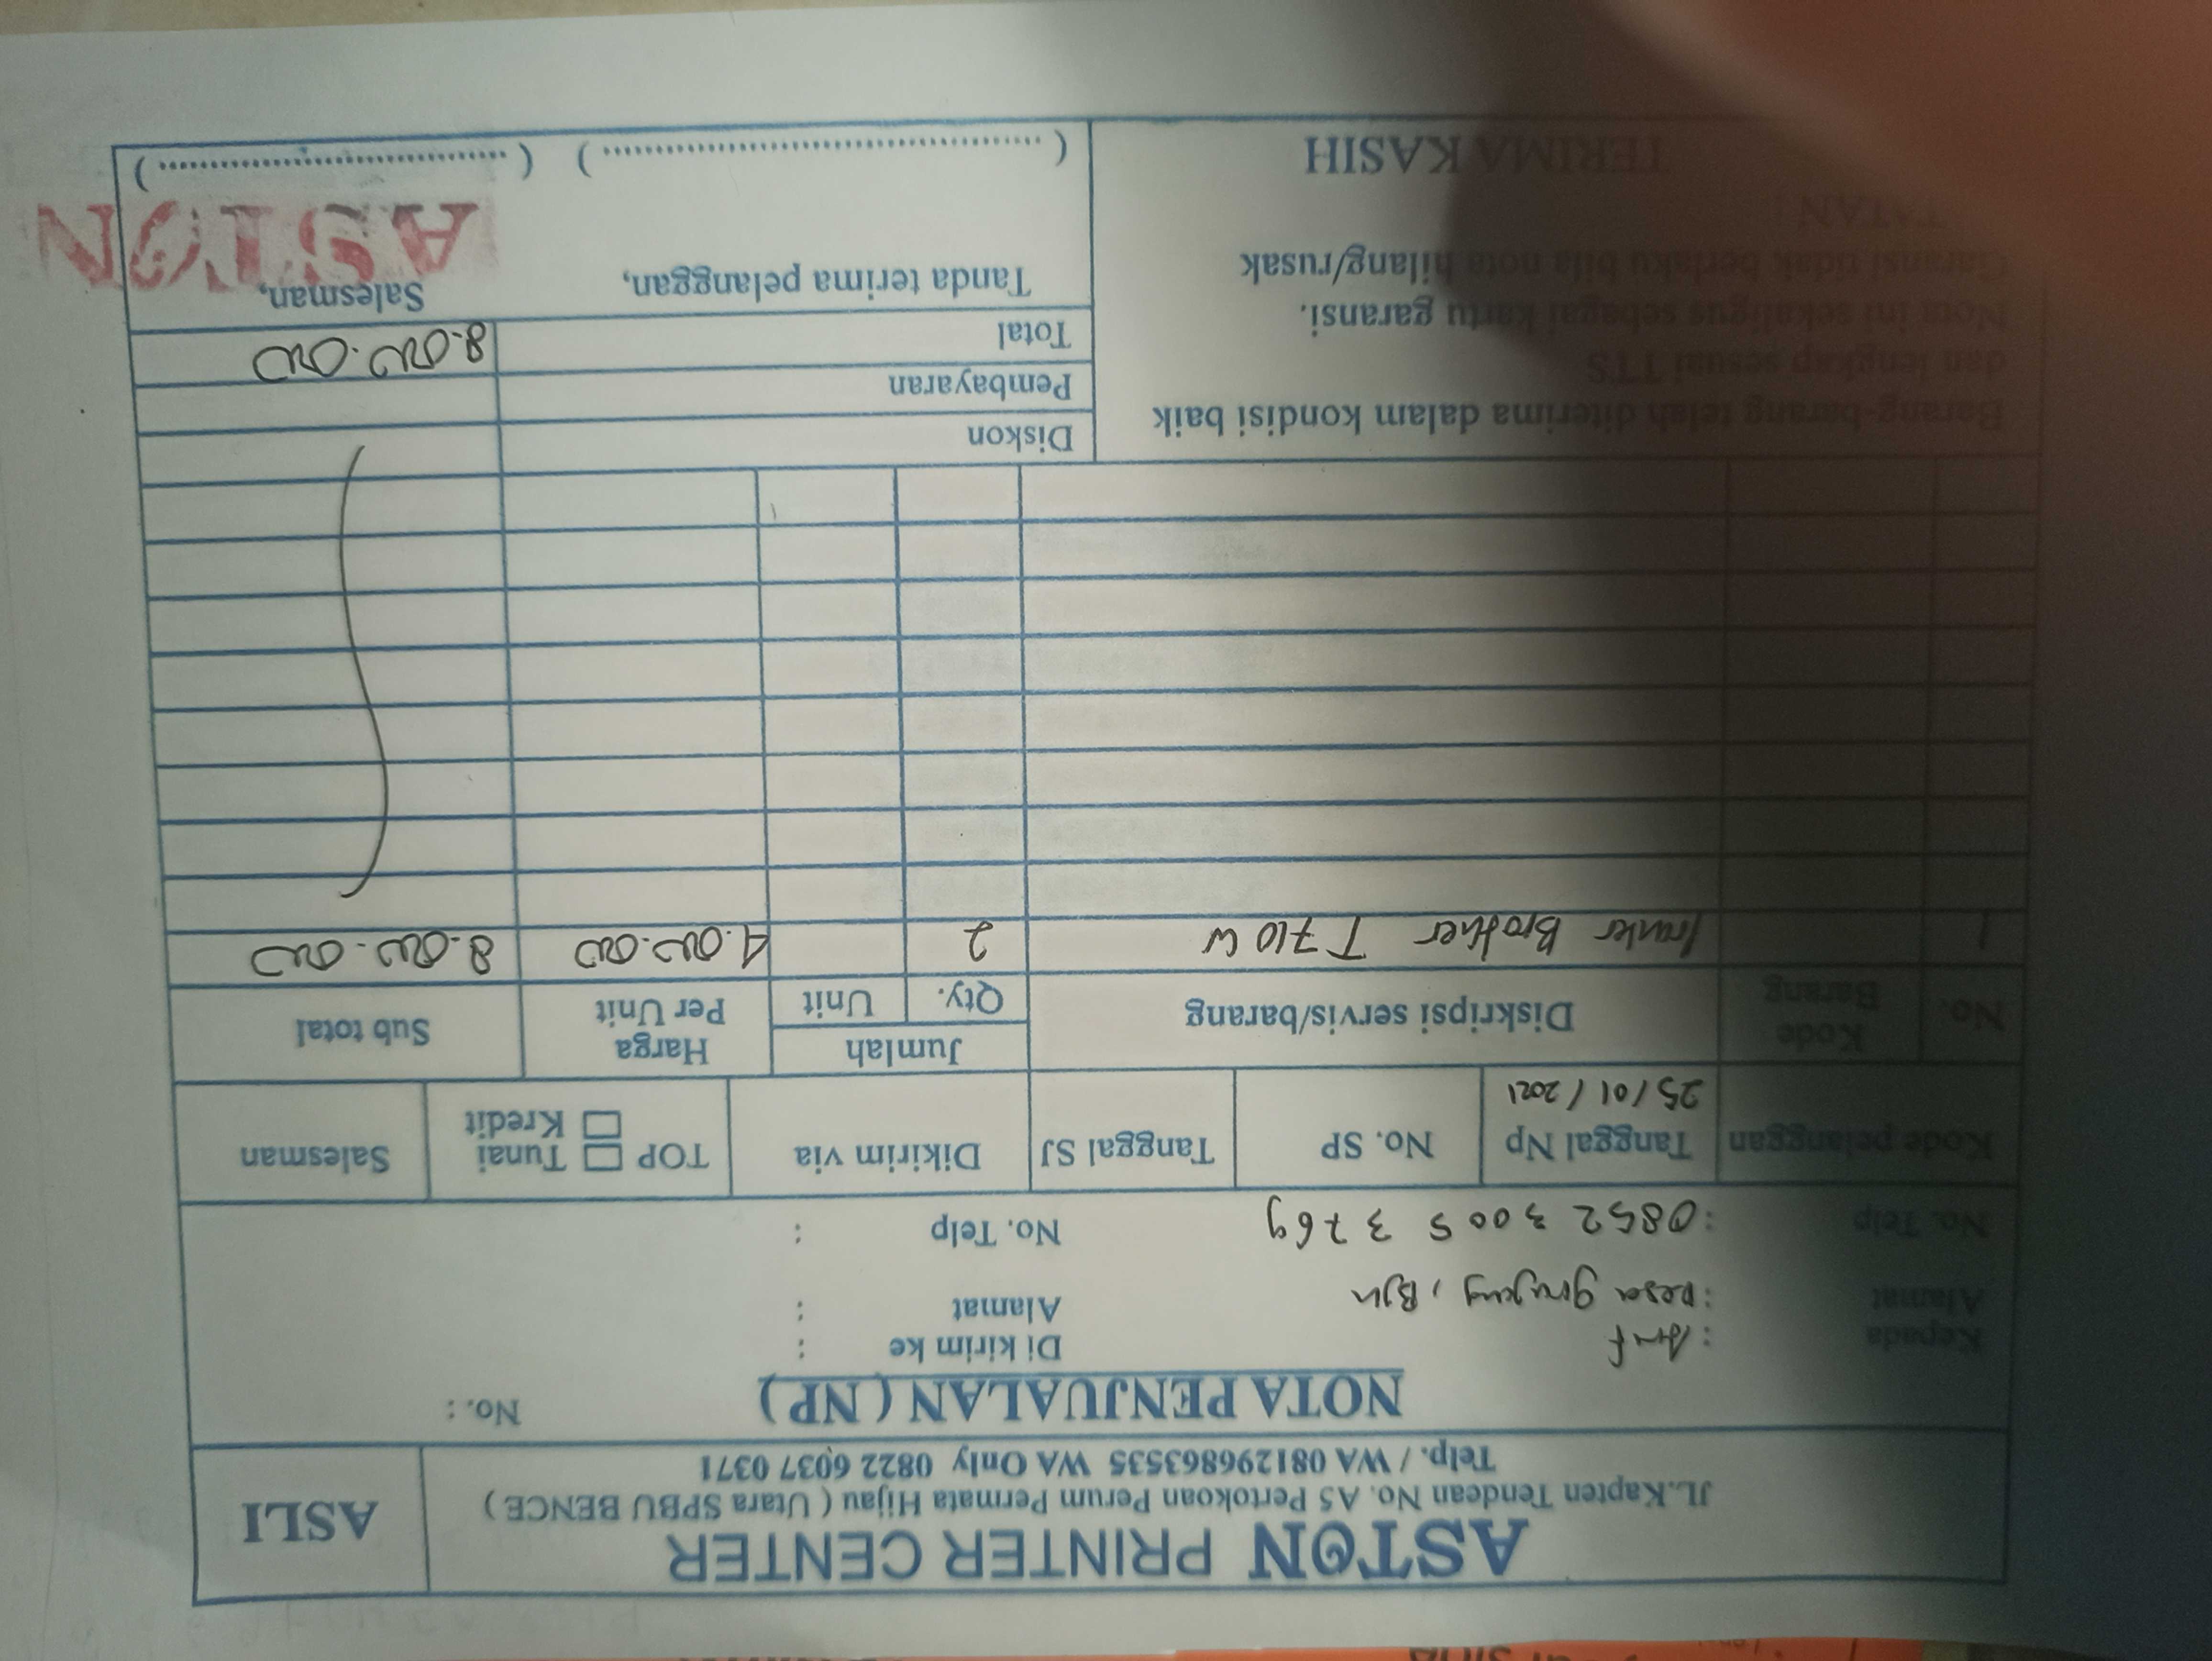 ASTON PRINTER CENTER
JL.Kapten Tendean No. A5 Pertokoan Perum Permata Hijau ( Utara SPBU BENCE )
Telp. / WA 081296863535 WA Only 0822 6037 0371
ASLI
NOTA PENJUALAN ( NP )
No. :
Kepada :
Alamat : Desa
No. Telp : 0852 3005 3769
Di kirim ke :
Alamat :
No. Telp :
Kode pelanggan
Tanggal Np
25/01/2021
No. SP
Tanggal SJ
Dikirim via
TOP Tunai
Kredit
Salesman
No.
Kode Barang
Diskripsi servis/barang
Jumlah
Qty. Unit
Harga Per Unit
Sub total
1 Printer Brother T710W 2 4.000.000 8.000.000
Barang-barang telah diterima dalam kondisi baik
dan lengkap sesuai TTS
Nota ini sekaligus sebagai kartu garansi.
Garansi tidak berlaku bila nota hilang/rusak
TATAN :
TERIMA KASIH
Diskon
Pembayaran
Total 8.000.000
Tanda terima pelanggan,
Salesman,
ASTON
(..........................................) (..................................)